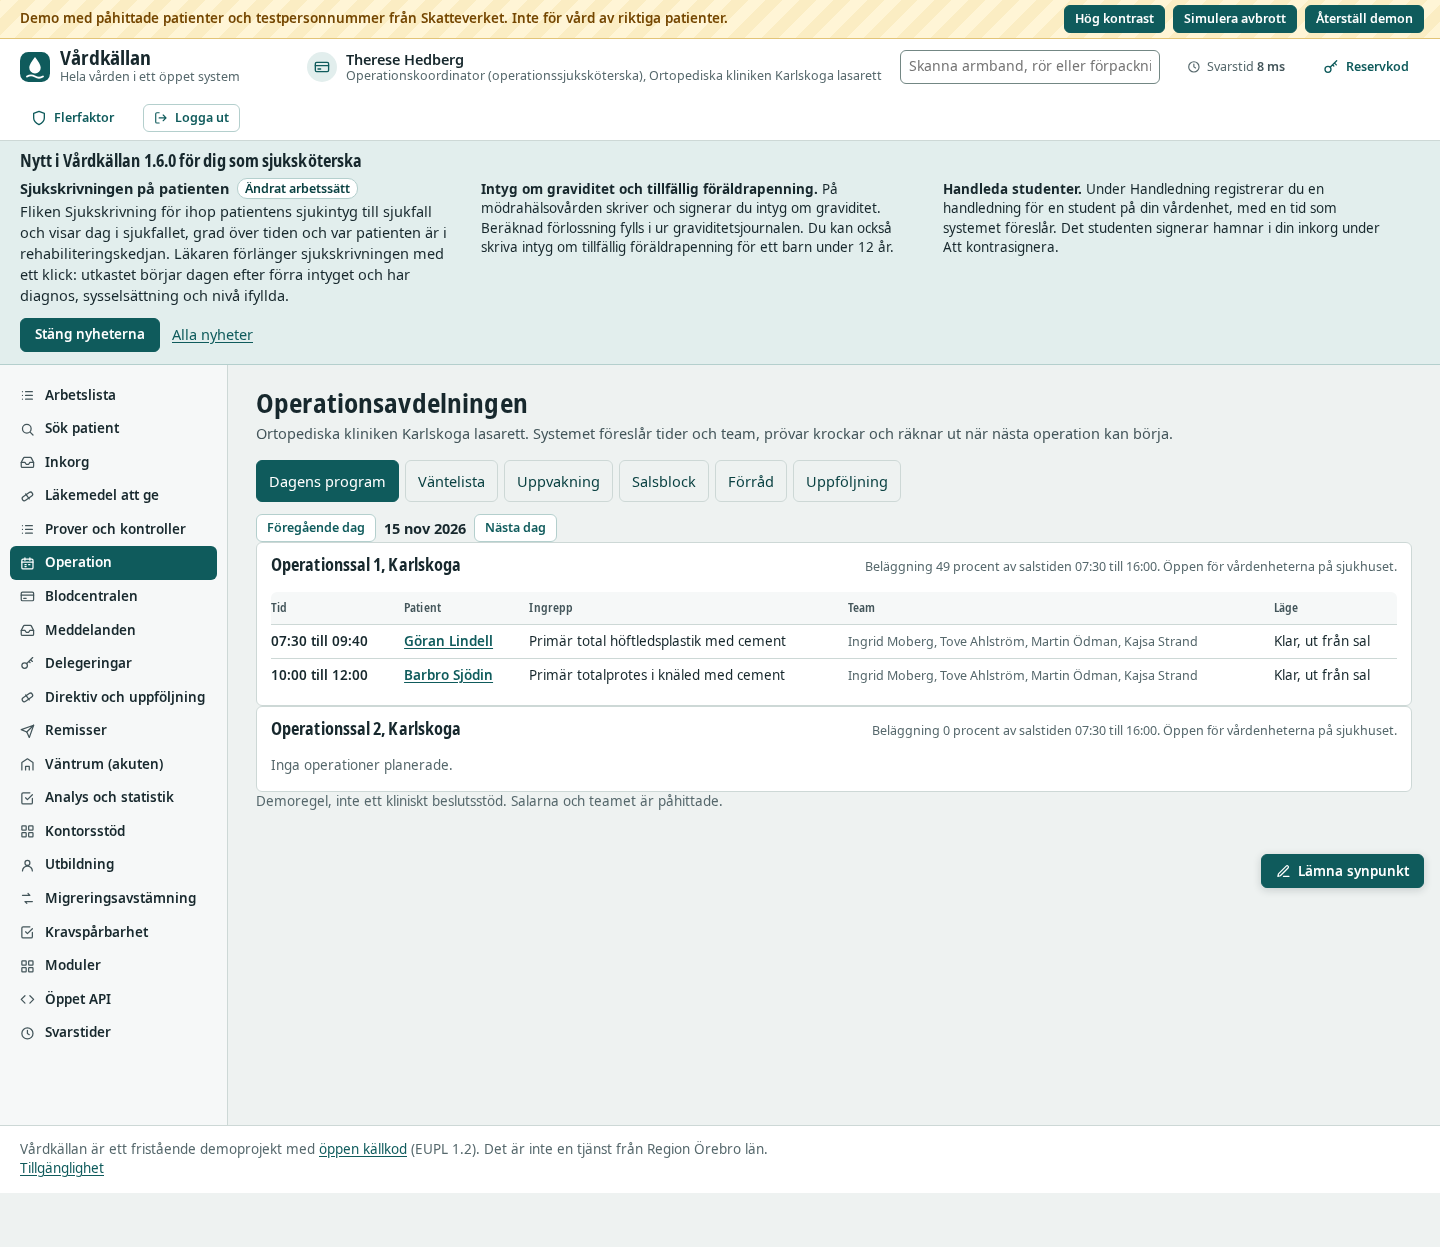 Demo med påhittade patienter och testpersonnummer från Skatteverket. Inte för vård av riktiga patienter.
Hög kontrast
Simulera avbrott
Återställ demon
Vårdkällan
Hela vården i ett öppet system
Therese Hedberg
Operationskoordinator (operationssjuksköterska), Ortopediska kliniken Karlskoga lasarett
Skanna armband, rör eller förpackni
Svarstid 8 ms
Reservkod
Flerfaktor
Logga ut
Nytt i Vårdkällan 1.6.0 för dig som sjuksköterska
Sjukskrivningen på patienten
Ändrat arbetssätt
Fliken Sjukskrivning för ihop patientens sjukintyg till sjukfall
och visar dag i sjukfallet, grad över tiden och var patienten är i
rehabiliteringskedjan. Läkaren förlänger sjukskrivningen med
ett klick: utkastet börjar dagen efter förra intyget och har
diagnos, sysselsättning och nivå ifyllda.
Intyg om graviditet och tillfällig föräldrapenning. På
mödrahälsovården skriver och signerar du intyg om graviditet.
Beräknad förlossning fylls i ur graviditetsjournalen. Du kan också
skriva intyg om tillfällig föräldrapenning för ett barn under 12 år.
Handleda studenter. Under Handledning registrerar du en
handledning för en student på din vårdenhet, med en tid som
systemet föreslår. Det studenten signerar hamnar i din inkorg under
Att kontrasignera.
Stäng nyheterna
Alla nyheter
Arbetslista
Sök patient
Inkorg
Läkemedel att ge
Prover och kontroller
Operation
Blodcentralen
Meddelanden
Delegeringar
Direktiv och uppföljning
Remisser
Väntrum (akuten)
Analys och statistik
Kontorsstöd
Utbildning
Migreringsavstämning
Kravspårbarhet
Moduler
Öppet API
Svarstider
Operationsavdelningen
Ortopediska kliniken Karlskoga lasarett. Systemet föreslår tider och team, prövar krockar och räknar ut när nästa operation kan börja.
Dagens program
Väntelista
Uppvakning
Salsblock
Förråd
Uppföljning
Föregående dag
15 nov 2026
Nästa dag
Operationssal 1, Karlskoga
Beläggning 49 procent av salstiden 07:30 till 16:00. Öppen för vårdenheterna på sjukhuset.
Tid Patient Ingrepp Team Läge
07:30 till 09:40 Göran Lindell Primär total höftledsplastik med cement Ingrid Moberg, Tove Ahlström, Martin Ödman, Kajsa Strand Klar, ut från sal
10:00 till 12:00 Barbro Sjödin Primär totalprotes i knäled med cement Ingrid Moberg, Tove Ahlström, Martin Ödman, Kajsa Strand Klar, ut från sal
Operationssal 2, Karlskoga
Beläggning 0 procent av salstiden 07:30 till 16:00. Öppen för vårdenheterna på sjukhuset.
Inga operationer planerade.
Demoregel, inte ett kliniskt beslutsstöd. Salarna och teamet är påhittade.
Lämna synpunkt
Vårdkällan är ett fristående demoprojekt med öppen källkod (EUPL 1.2). Det är inte en tjänst från Region Örebro län.
Tillgänglighet